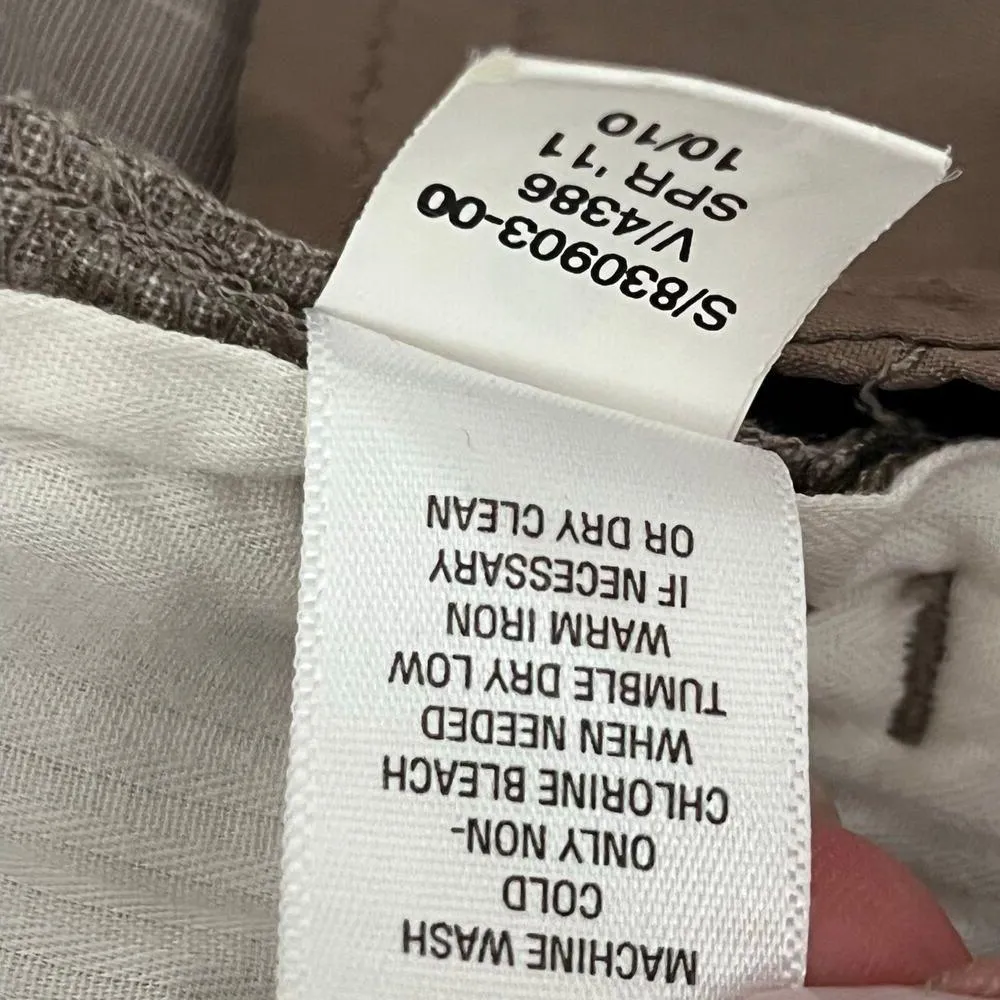 MACHINE WASH
COLD
ONLY NON-
CHLORINE BLEACH
WHEN NEEDED
TUMBLE DRY LOW
WARM IRON
IF NECESSARY
OR DRY CLEAN
S/830903-00
V/4386
SPR '11
10/10